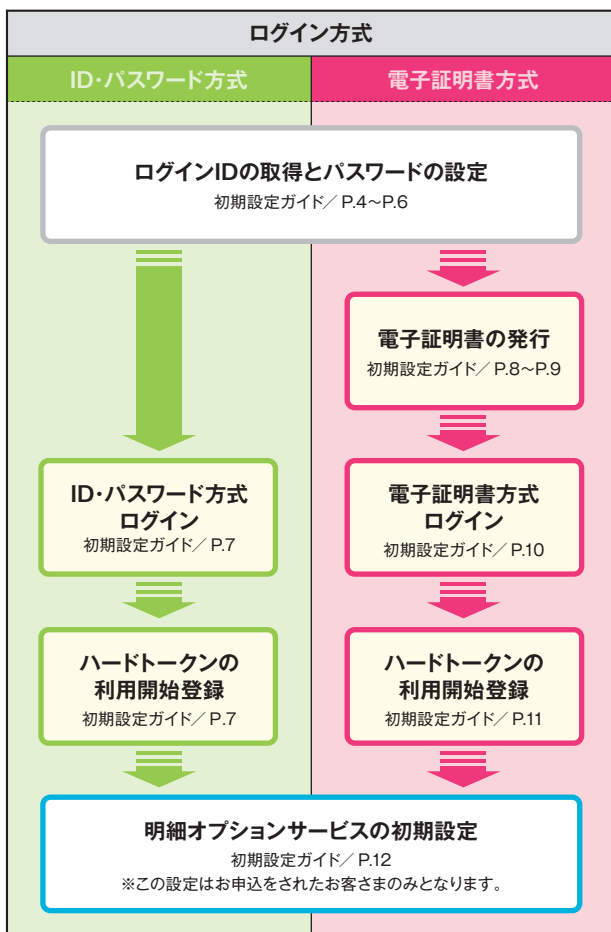 ログイン方式
ID・パスワード方式
電子証明書方式
ログインIDの取得とパスワードの設定
初期設定ガイド／P.4~P.6
電子証明書の発行
初期設定ガイド／P.8~P.9
ID・パスワード方式
ログイン
初期設定ガイド／P.7
電子証明書方式
ログイン
初期設定ガイド／P.10
ハードトークンの
利用開始登録
初期設定ガイド／P.7
ハードトークンの
利用開始登録
初期設定ガイド／P.11
明細オプションサービスの初期設定
初期設定ガイド／P.12
※この設定はお申込をされたお客さまのみとなります。